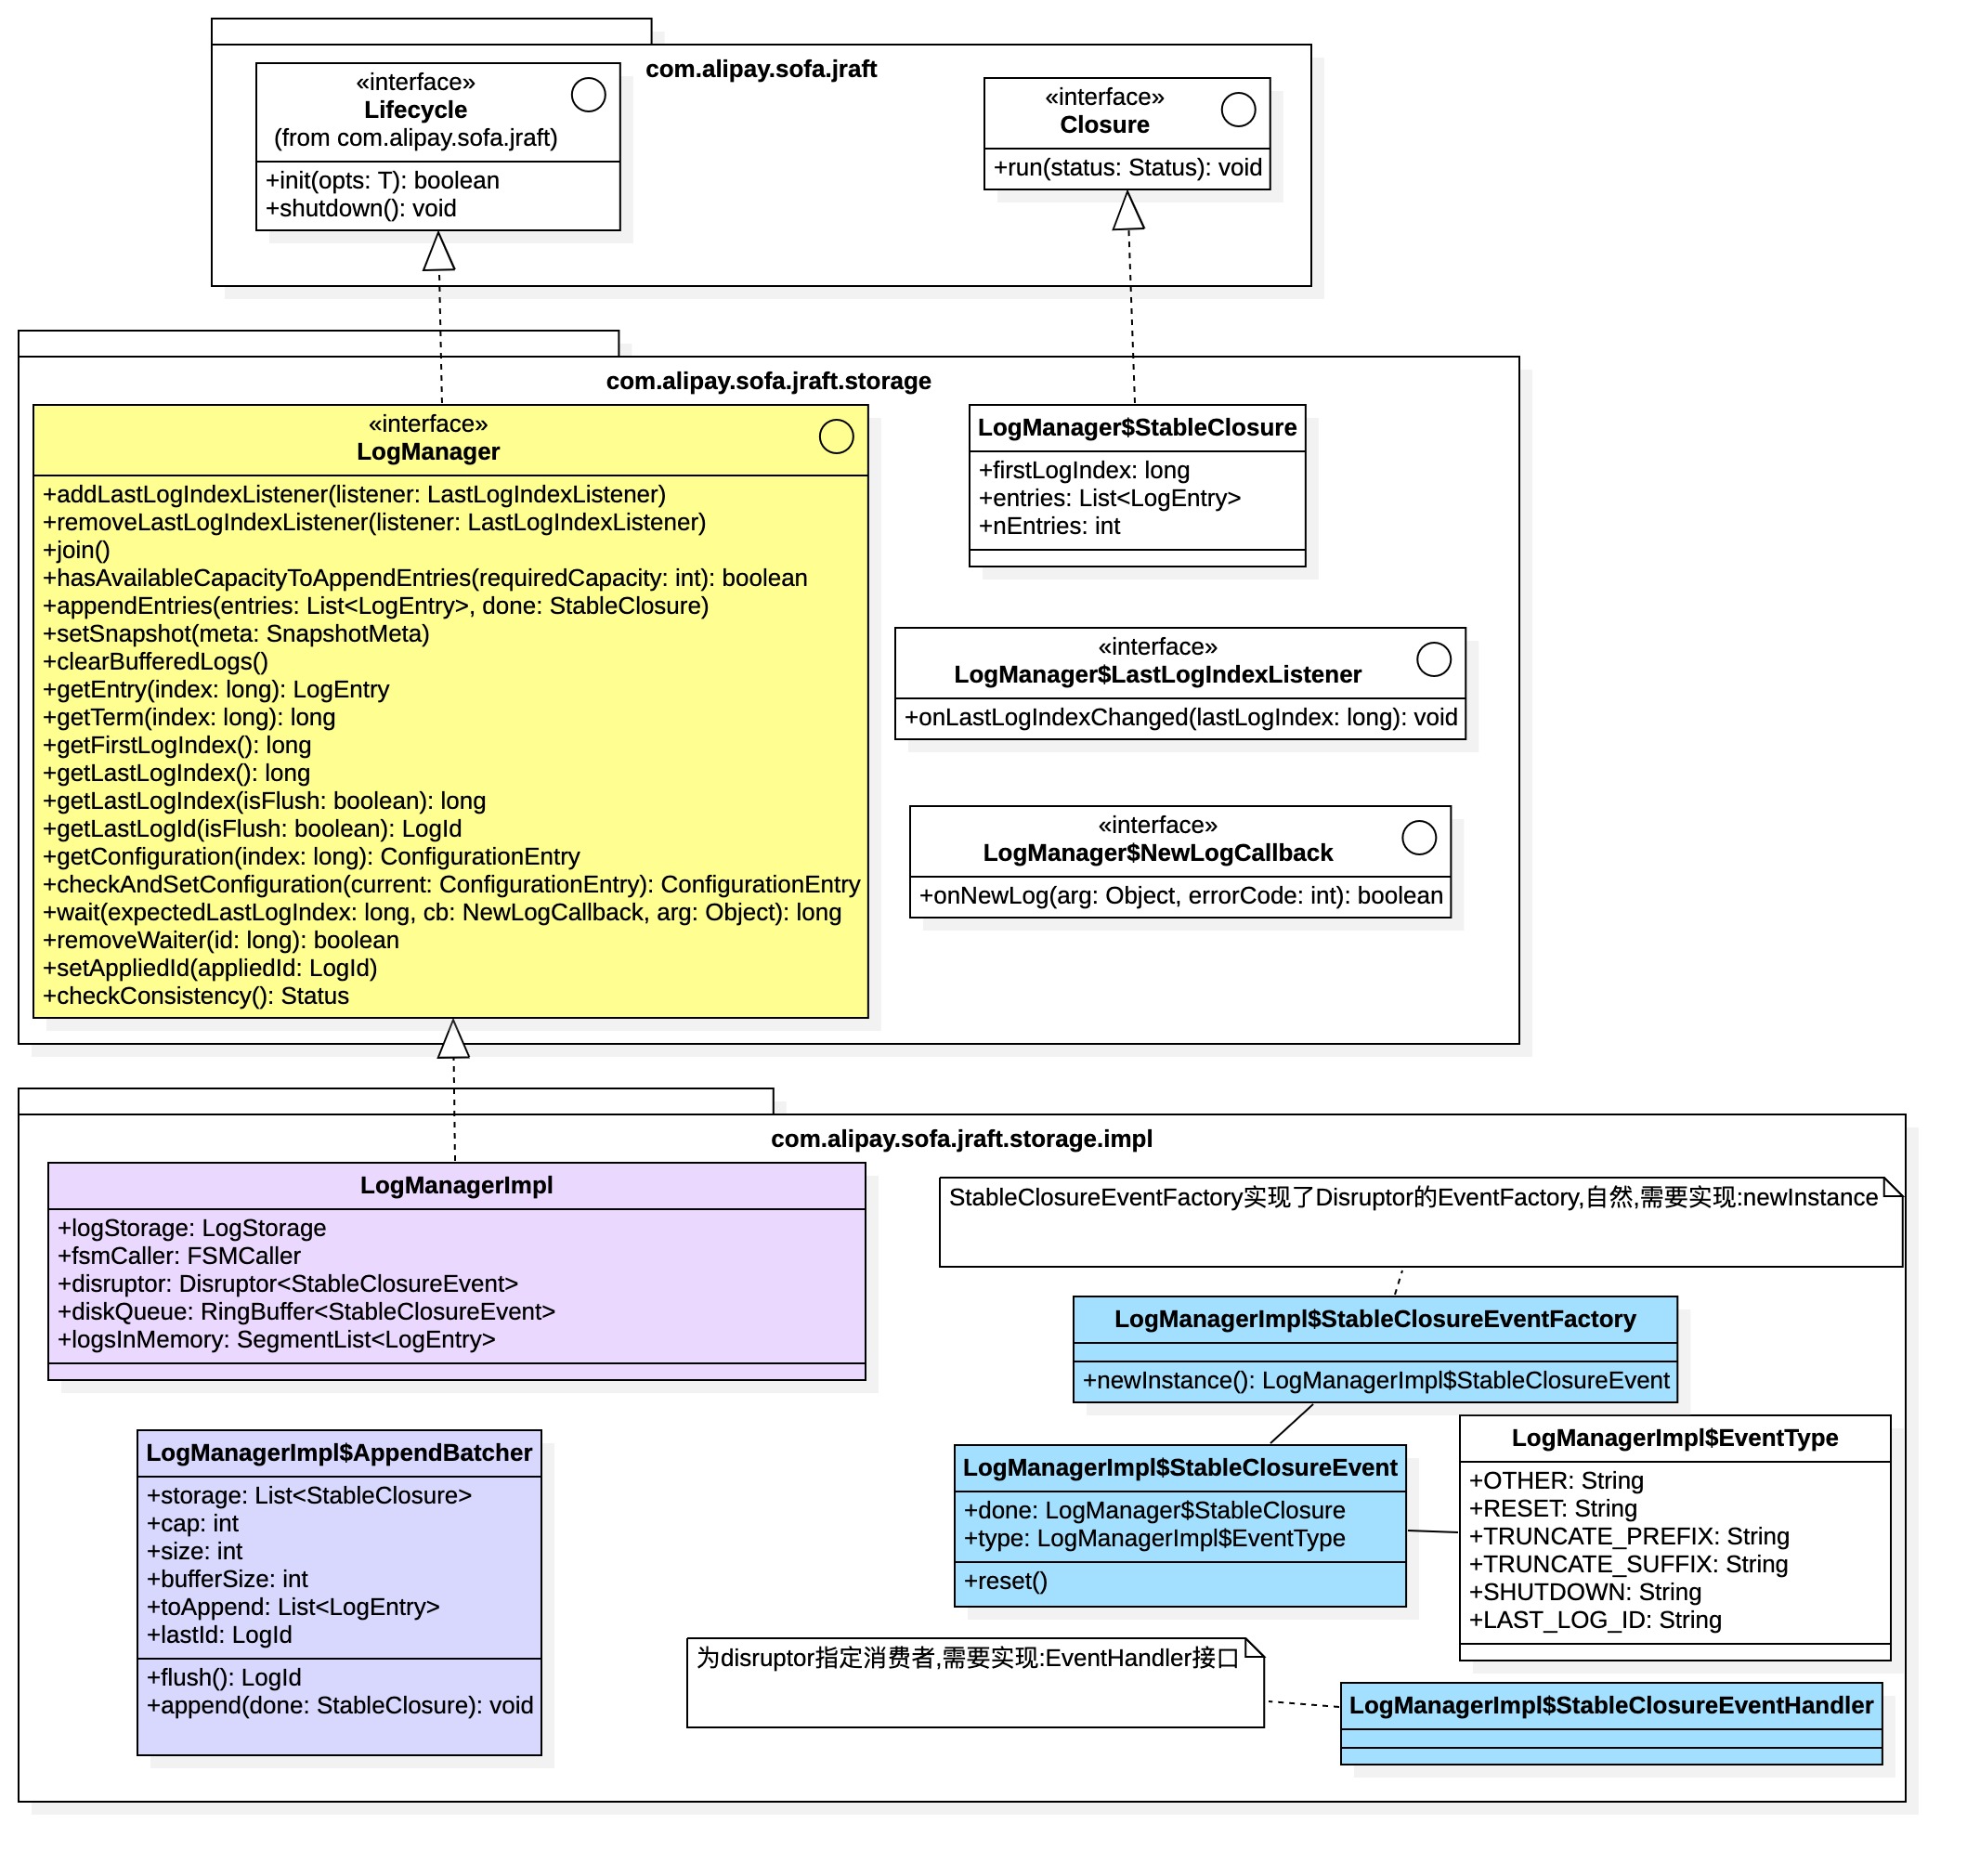 com.alipay.sofa.jraft
«interface»
Lifecycle
(from com.alipay.sofa.jraft)
+init(opts: T): boolean
+shutdown(): void
«interface»
Closure
+run(status: Status): void
com.alipay.sofa.jraft.storage
«interface»
LogManager
+addLastLogIndexListener(listener: LastLogIndexListener)
+removeLastLogIndexListener(listener: LastLogIndexListener)
+join()
+hasAvailableCapacityToAppendEntries(requiredCapacity: int): boolean
+appendEntries(entries: List<LogEntry>, done: StableClosure)
+setSnapshot(meta: SnapshotMeta)
+clearBufferedLogs()
+getEntry(index: long): LogEntry
+getTerm(index: long): long
+getFirstLogIndex(): long
+getLastLogIndex(): long
+getLastLogIndex(isFlush: boolean): long
+getLastLogId(isFlush: boolean): LogId
+getConfiguration(index: long): ConfigurationEntry
+checkAndSetConfiguration(current: ConfigurationEntry): ConfigurationEntry
+wait(expectedLastLogIndex: long, cb: NewLogCallback, arg: Object): long
+removeWaiter(id: long): boolean
+setAppliedId(appliedId: LogId)
+checkConsistency(): Status
LogManager$StableClosure
+firstLogIndex: long
+entries: List<LogEntry>
+nEntries: int
«interface»
LogManager$LastLogIndexListener
+onLastLogIndexChanged(lastLogIndex: long): void
«interface»
LogManager$NewLogCallback
+onNewLog(arg: Object, errorCode: int): boolean
com.alipay.sofa.jraft.storage.impl
LogManagerImpl
+logStorage: LogStorage
+fsmCaller: FSMCaller
+disruptor: Disruptor<StableClosureEvent>
+diskQueue: RingBuffer<StableClosureEvent>
+logsInMemory: SegmentList<LogEntry>
StableClosureEventFactory实现了Disruptor的EventFactory,自然,需要实现:newInstance
LogManagerImpl$StableClosureEventFactory
+newInstance(): LogManagerImpl$StableClosureEvent
LogManagerImpl$AppendBatcher
+storage: List<StableClosure>
+cap: int
+size: int
+bufferSize: int
+toAppend: List<LogEntry>
+lastId: LogId
+flush(): LogId
+append(done: StableClosure): void
LogManagerImpl$StableClosureEvent
+done: LogManager$StableClosure
+type: LogManagerImpl$EventType
+reset()
LogManagerImpl$EventType
+OTHER: String
+RESET: String
+TRUNCATE_PREFIX: String
+TRUNCATE_SUFFIX: String
+SHUTDOWN: String
+LAST_LOG_ID: String
为disruptor指定消费者,需要实现:EventHandler接口
LogManagerImpl$StableClosureEventHandler